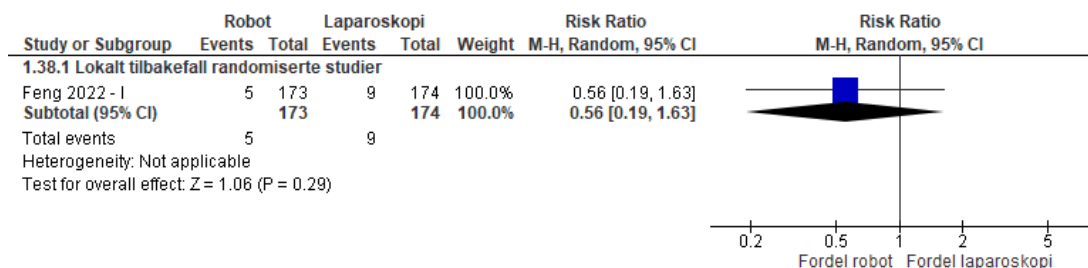 Robot Laparoskopi Risk Ratio Risk Ratio
Study or Subgroup Events Total Events Total Weight M-H, Random, 95% CI M-H, Random, 95% CI
1.38.1 Lokalt tilbakefall randomiserte studier
Feng 2022 - I 5 173 9 174 100.0% 0.56 [0.19, 1.63]
Subtotal (95% CI) 173 174 100.0% 0.56 [0.19, 1.63]
Total events 5 9
Heterogeneity: Not applicable
Test for overall effect: Z = 1.06 (P = 0.29)
0.2 0.5 1 2 5
Fordel robot Fordel laparoskopi